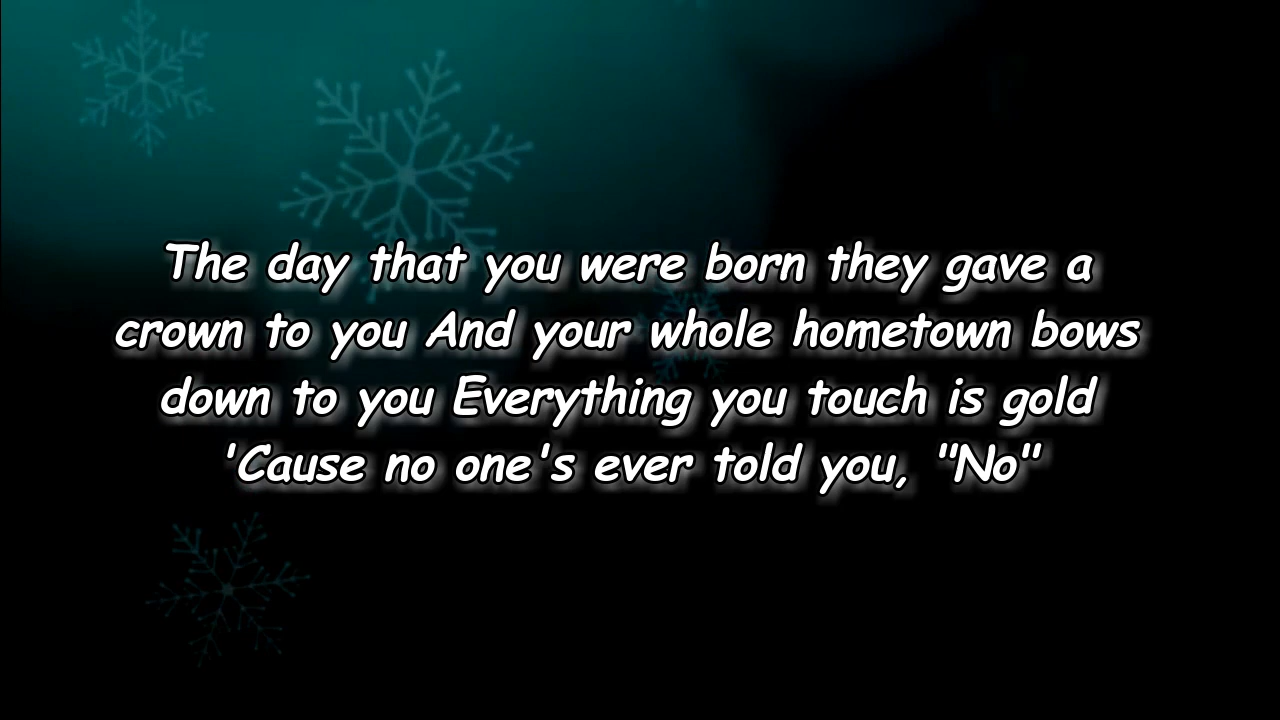 The day that you were born they gave a
crown to you And your whole hometown bows
down to you Everything you touch is gold
'Cause no one's ever told you, "No"